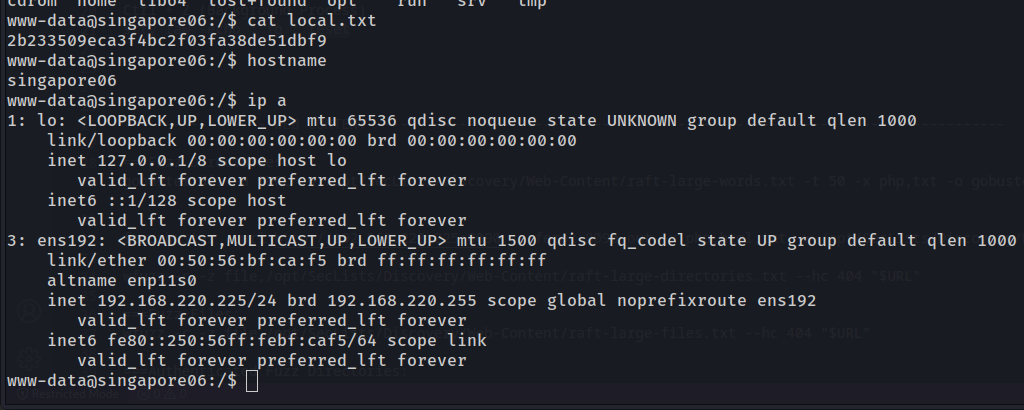 cdrom home lib64 lost+found opt run srv tmp
www-data@singapore06:/$ cat local.txt
2b233509eca3f4bc2f03fa38de51dbf9
www-data@singapore06:/$ hostname
singapore06
www-data@singapore06:/$ ip a
1: lo: <LOOPBACK,UP,LOWER_UP> mtu 65536 qdisc noqueue state UNKNOWN group default qlen 1000
    link/loopback 00:00:00:00:00:00 brd 00:00:00:00:00:00
    inet 127.0.0.1/8 scope host lo
       valid_lft forever preferred_lft forever
    inet6 ::1/128 scope host
       valid_lft forever preferred_lft forever
3: ens192: <BROADCAST,MULTICAST,UP,LOWER_UP> mtu 1500 qdisc fq_codel state UP group default qlen 1000
    link/ether 00:50:56:bf:ca:f5 brd ff:ff:ff:ff:ff:ff
    altname enp11s0
    inet 192.168.220.225/24 brd 192.168.220.255 scope global noprefixroute ens192
       valid_lft forever preferred_lft forever
    inet6 fe80::250:56ff:febf:caf5/64 scope link
       valid_lft forever preferred_lft forever
www-data@singapore06:/$